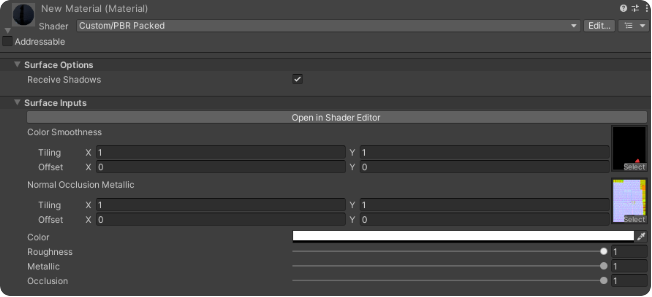 New Material (Material)
Shader Custom/PBR Packed Edit...
Addressable
Surface Options
Receive Shadows
Surface Inputs
Open in Shader Editor
Color Smoothness
Tiling X 1 Y 1
Offset X 0 Y 0 Select
Normal Occlusion Metallic
Tiling X 1 Y 1
Offset X 0 Y 0 Select
Color
Roughness 1
Metallic 1
Occlusion 1